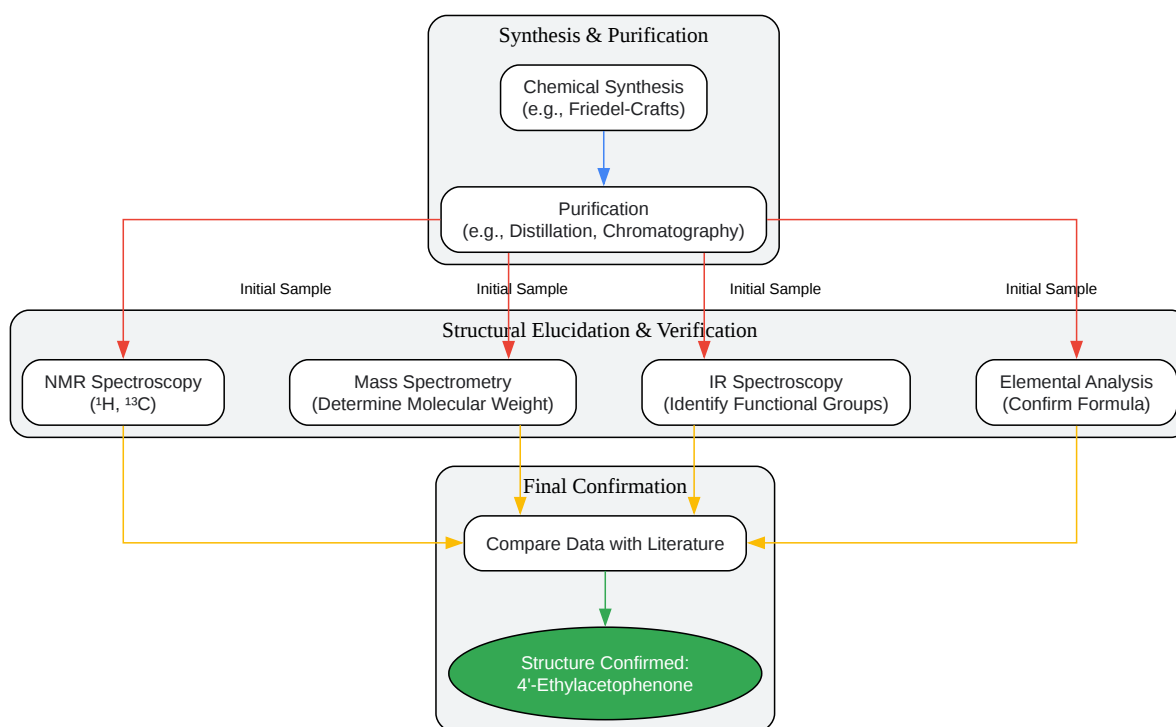 Synthesis & Purification
Chemical Synthesis
(e.g., Friedel-Crafts)
Purification
(e.g., Distillation, Chromatography)
Initial Sample
Initial Sample
Initial Sample
Initial Sample
Structural Elucidation & Verification
NMR Spectroscopy
(¹H, ¹³C)
Mass Spectrometry
(Determine Molecular Weight)
IR Spectroscopy
(Identify Functional Groups)
Elemental Analysis
(Confirm Formula)
Final Confirmation
Compare Data with Literature
Structure Confirmed:
4'-Ethylacetophenone